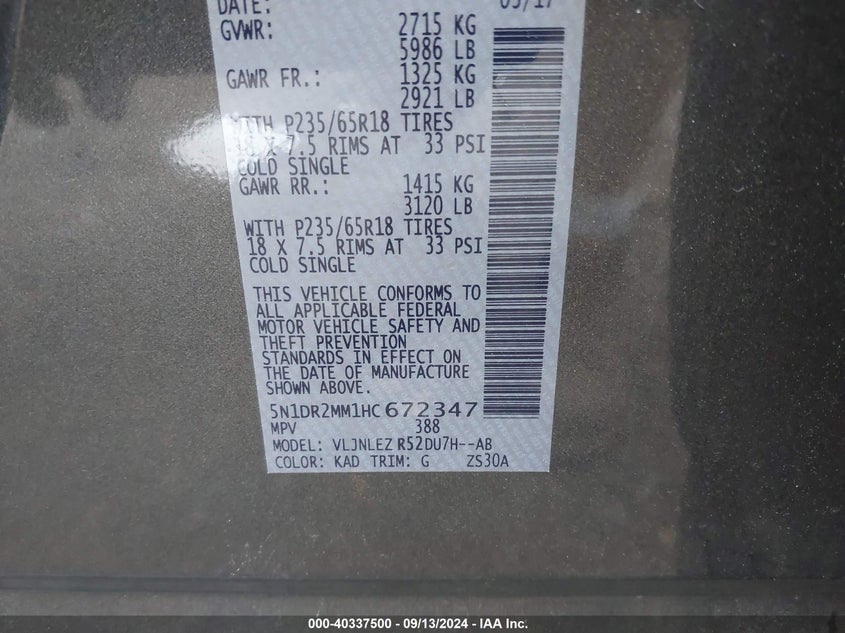 DATE: 05/17
GVWR: 2715 KG
5986 LB
GAWR FR.: 1325 KG
2921 LB
WITH P235/65R18 TIRES
18 X 7.5 RIMS AT 33 PSI
COLD SINGLE
GAWR RR.: 1415 KG
3120 LB
WITH P235/65R18 TIRES
18 X 7.5 RIMS AT 33 PSI
COLD SINGLE
THIS VEHICLE CONFORMS TO
ALL APPLICABLE FEDERAL
MOTOR VEHICLE SAFETY AND
THEFT PREVENTION
STANDARDS IN EFFECT ON
THE DATE OF MANUFACTURE
SHOWN ABOVE.
5N1DR2MM1HC672347
MPV 388
MODEL: VLJNLEZ R52DU7H--AB
COLOR: KAD TRIM: G ZS30A
000-40337500 - 09/13/2024 - IAA Inc.